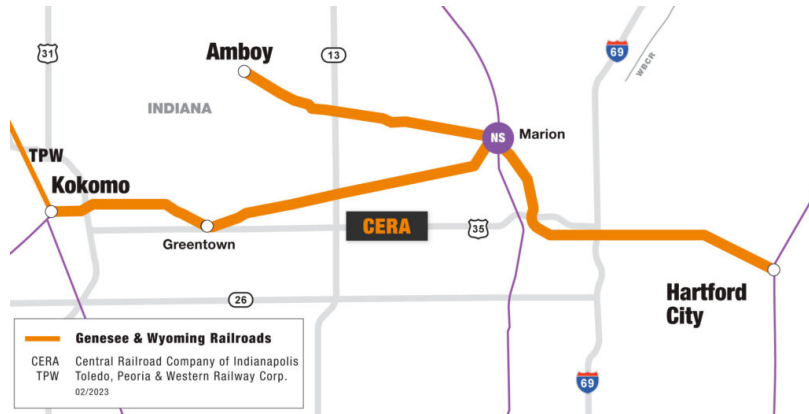 31
Amboy
13
69
WBCR
INDIANA
NS
Marion
TPW
Kokomo
Greentown
CERA
35
26
Hartford
City
69
Genesee & Wyoming Railroads
CERA Central Railroad Company of Indianapolis
TPW Toledo, Peoria & Western Railway Corp.
02/2023